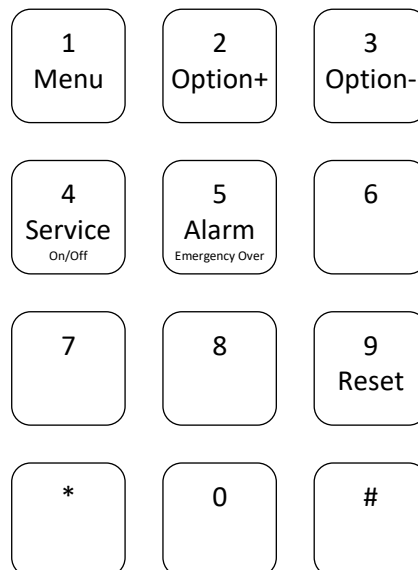 1
Menu
2
Option+
3
Option-
4
Service
On/Off
5
Alarm
Emergency Over
6
7
8
9
Reset
*
0
#